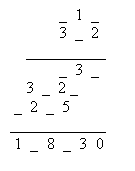 _ 1 _
3 _ 2
_ 3 _
3 _ 2 _
_ 2 _ 5
1 _ 8 _ 3 0